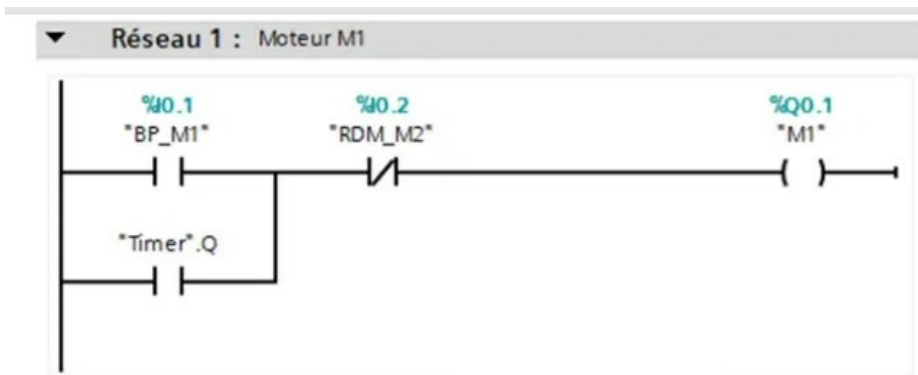 Réseau 1 : Moteur M1
%I0.1 %I0.2 %Q0.1
"BP_M1" "RDM_M2" "M1"
"Timer".Q